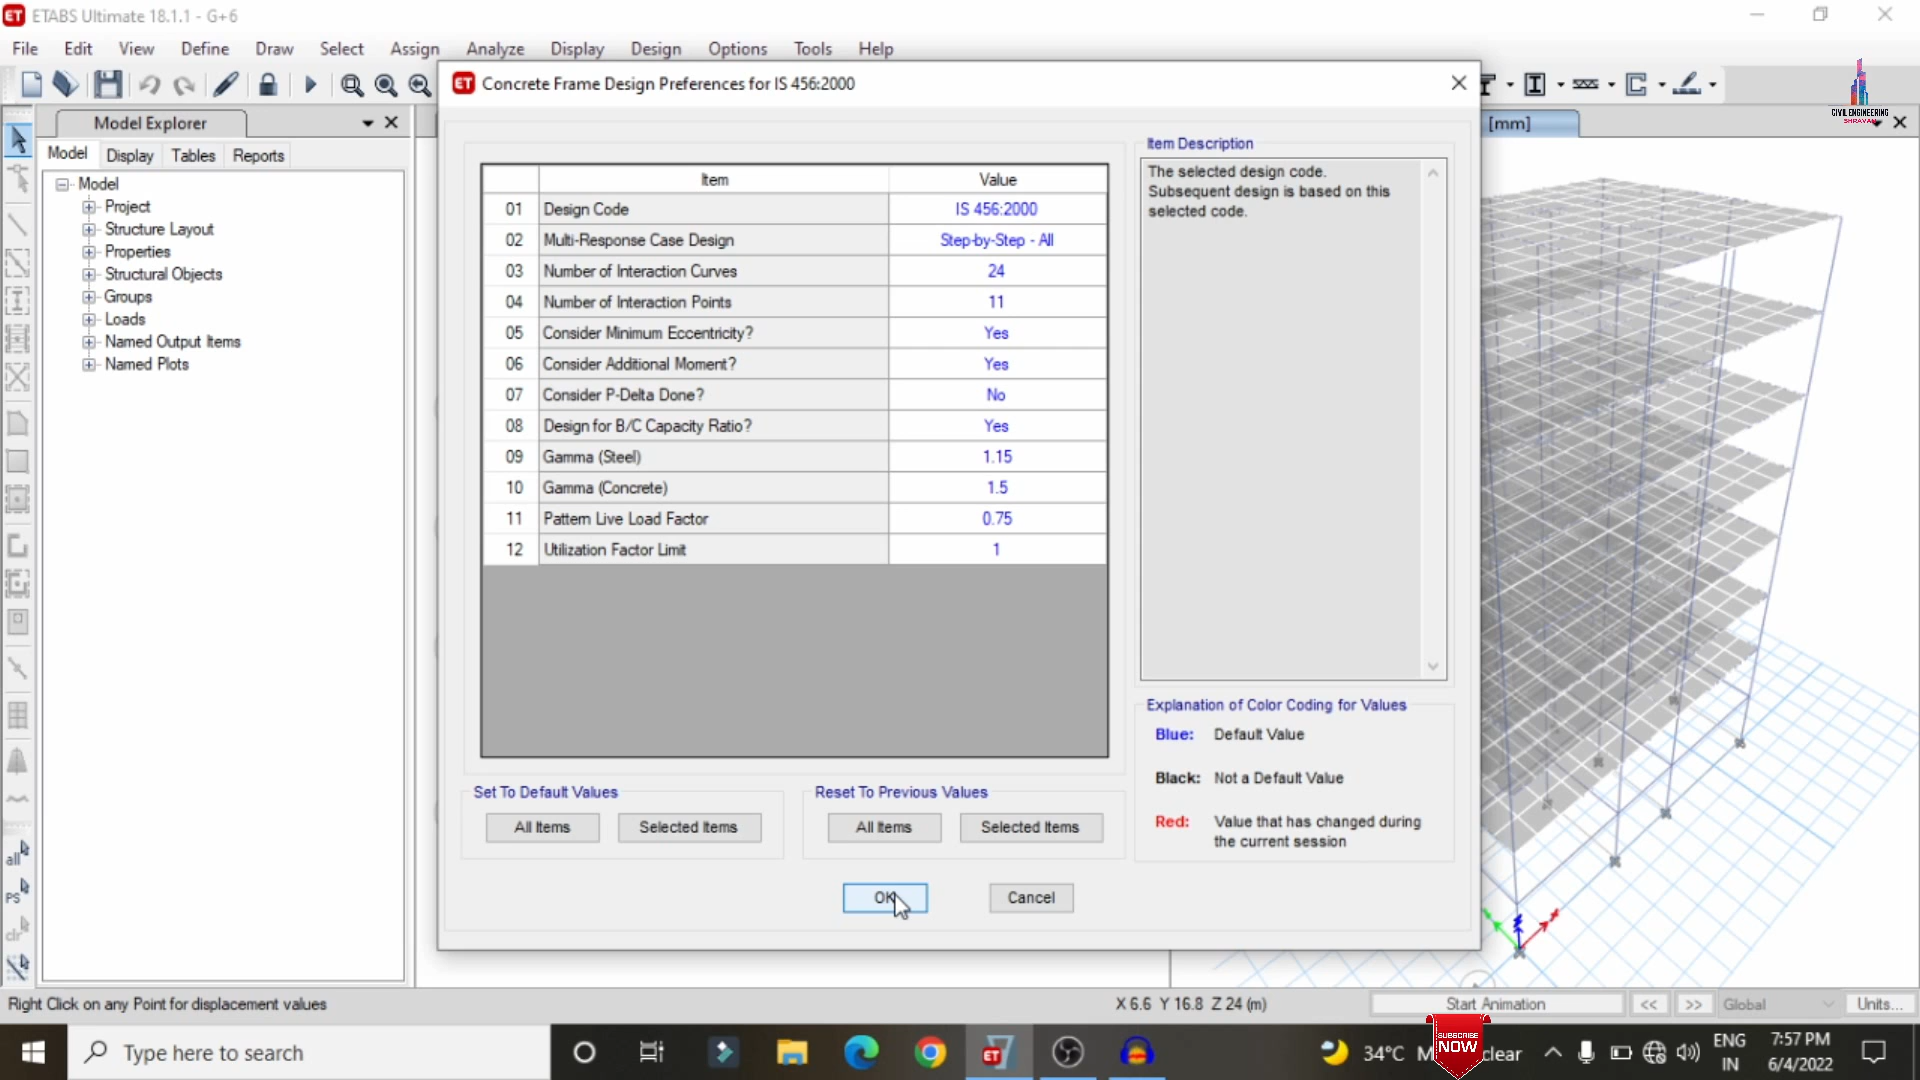 ETABS Ultimate 18.1.1 - G+6
File Edit View Define Draw Select Assign Analyze Display Design Options Tools Help
Concrete Frame Design Preferences for IS 456:2000
CIVIL ENGINEERING
SHRAVAN
Model Explorer
[mm]
Model Display Tables Reports
Model
Project
Structure Layout
Properties
Structural Objects
Groups
Loads
Named Output Items
Named Plots
Item Value
01 Design Code IS 456:2000
02 Multi-Response Case Design Step-by-Step - All
03 Number of Interaction Curves 24
04 Number of Interaction Points 11
05 Consider Minimum Eccentricity? Yes
06 Consider Additional Moment? Yes
07 Consider P-Delta Done? No
08 Design for B/C Capacity Ratio? Yes
09 Gamma (Steel) 1.15
10 Gamma (Concrete) 1.5
11 Pattern Live Load Factor 0.75
12 Utilization Factor Limit 1
Item Description
The selected design code.
Subsequent design is based on this
selected code.
Explanation of Color Coding for Values
Blue: Default Value
Black: Not a Default Value
Red: Value that has changed during
the current session
Set To Default Values
All Items Selected Items
Reset To Previous Values
All Items Selected Items
OK Cancel
all
PS
clr
Right Click on any Point for displacement values
X 6.6 Y 16.8 Z 24 (m)
Start Animation << >> Global Units...
Type here to search
ET
34°C
clear
SUBSCRIBE
NOW
ENG
IN
7:57 PM
6/4/2022